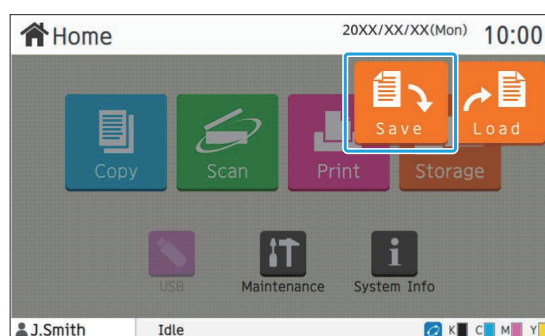 Home
20XX/XX/XX(Mon) 10:00
Save Load
Copy Scan Print Storage
USB Maintenance System Info
J.Smith Idle K C M Y